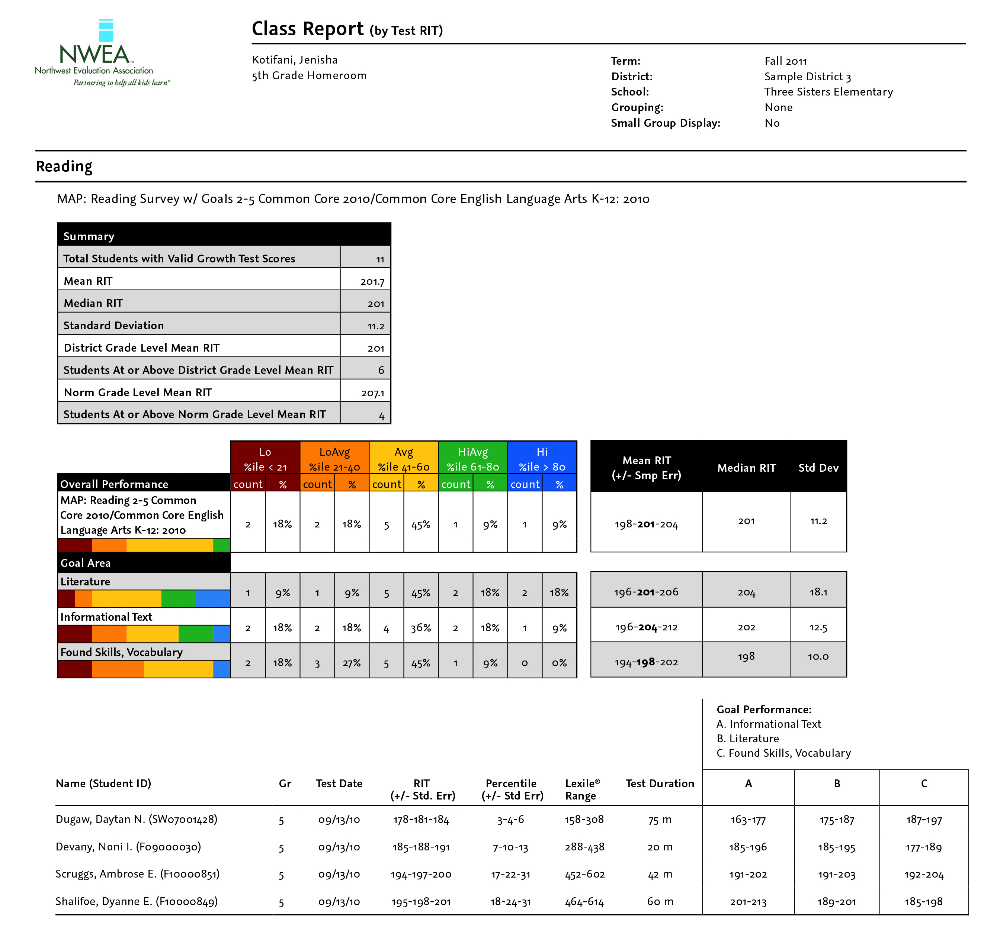 NWEA™
Northwest Evaluation Association
Partnering to help all kids learn®
Class Report (by Test RIT)
Kotifani, Jenisha
5th Grade Homeroom
Term: Fall 2011
District: Sample District 3
School: Three Sisters Elementary
Grouping: None
Small Group Display: No
Reading
MAP: Reading Survey w/ Goals 2-5 Common Core 2010/Common Core English Language Arts K-12: 2010
Summary
Total Students with Valid Growth Test Scores 11
Mean RIT 201.7
Median RIT 201
Standard Deviation 11.2
District Grade Level Mean RIT 201
Students At or Above District Grade Level Mean RIT 6
Norm Grade Level Mean RIT 207.1
Students At or Above Norm Grade Level Mean RIT 4
Lo LoAvg Avg HiAvg Hi
%ile < 21 %ile 21-40 %ile 41-60 %ile 61-80 %ile > 80
Mean RIT
(+/- Smp Err) Median RIT Std Dev
Overall Performance count % count % count % count % count %
MAP: Reading 2-5 Common
Core 2010/Common Core English
Language Arts K-12: 2010
2 18% 2 18% 5 45% 1 9% 1 9% 198-201-204 201 11.2
Goal Area
Literature
1 9% 1 9% 5 45% 2 18% 2 18% 196-201-206 204 18.1
Informational Text
2 18% 2 18% 4 36% 2 18% 1 9% 196-204-212 202 12.5
Found Skills, Vocabulary
2 18% 3 27% 5 45% 1 9% 0 0% 194-198-202 198 10.0
Goal Performance:
A. Informational Text
B. Literature
C. Found Skills, Vocabulary
Name (Student ID) Gr Test Date RIT Percentile Lexile® Test Duration A B C
(+/- Std. Err) (+/- Std Err) Range
Dugaw, Daytan N. (SW07001428) 5 09/13/10 178-181-184 3-4-6 158-308 75 m 163-177 175-187 187-197
Devany, Noni I. (F09000030) 5 09/13/10 185-188-191 7-10-13 288-438 20 m 185-196 185-195 177-189
Scruggs, Ambrose E. (F10000851) 5 09/13/10 194-197-200 17-22-31 452-602 42 m 191-202 191-203 192-204
Shalifoe, Dyanne E. (F10000849) 5 09/13/10 195-198-201 18-24-31 464-614 60 m 201-213 189-201 185-198